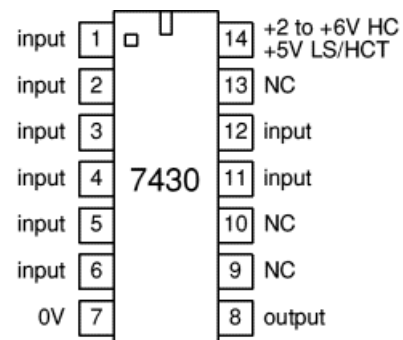 input 1 14 +2 to +6V HC
+5V LS/HCT
input 2 13 NC
input 3 12 input
input 4 7430 11 input
input 5 10 NC
input 6 9 NC
0V 7 8 output